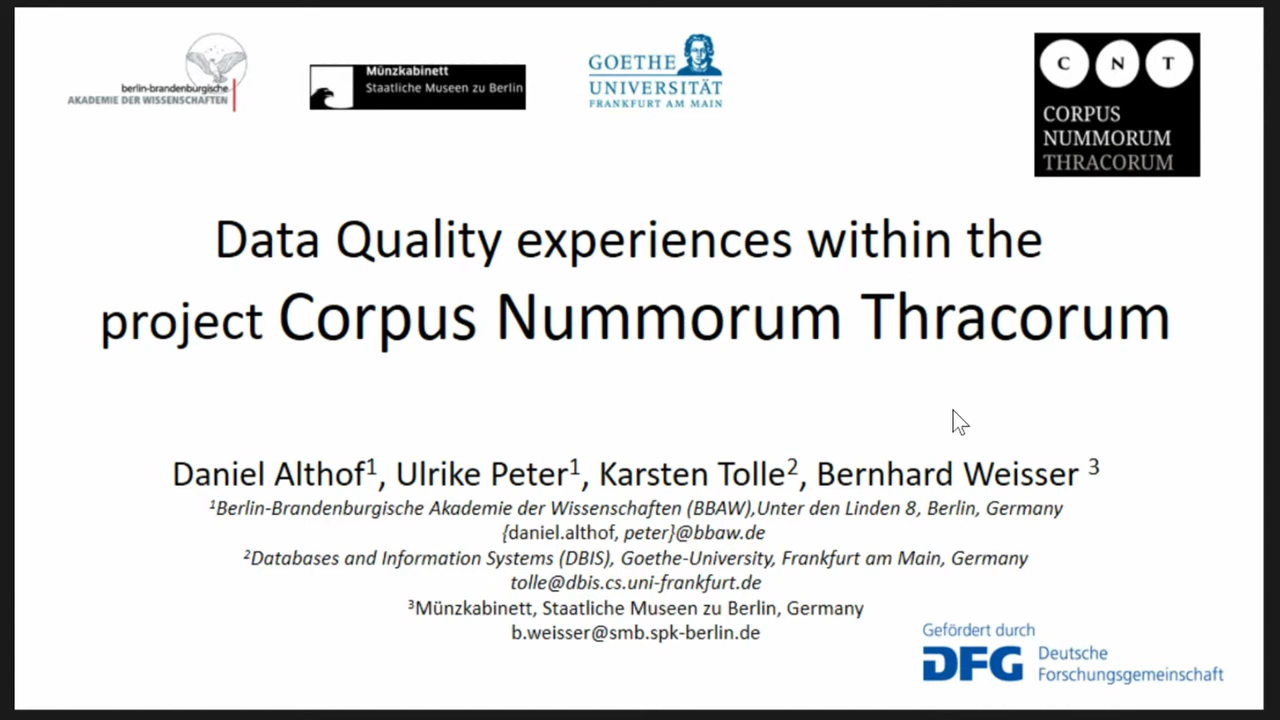 berlin-brandenburgische
AKADEMIE DER WISSENSCHAFTEN
Münzkabinett
Staatliche Museen zu Berlin
GOETHE
UNIVERSITÄT
FRANKFURT AM MAIN
C N T
CORPUS
NUMMORUM
THRACORUM
Data Quality experiences within the
project Corpus Nummorum Thracorum
Daniel Althof¹, Ulrike Peter¹, Karsten Tolle², Bernhard Weisser ³
¹Berlin-Brandenburgische Akademie der Wissenschaften (BBAW),Unter den Linden 8, Berlin, Germany
{daniel.althof, peter}@bbaw.de
²Databases and Information Systems (DBIS), Goethe-University, Frankfurt am Main, Germany
tolle@dbis.cs.uni-frankfurt.de
³Münzkabinett, Staatliche Museen zu Berlin, Germany
b.weisser@smb.spk-berlin.de
Gefördert durch
DFG Deutsche
Forschungsgemeinschaft